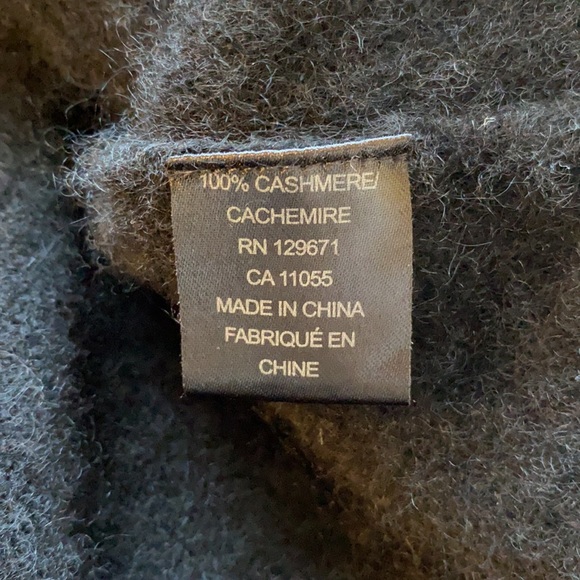 100% CASHMERE/
CACHEMIRE
RN 129671
CA 11055
MADE IN CHINA
FABRIQUÉ EN
CHINE